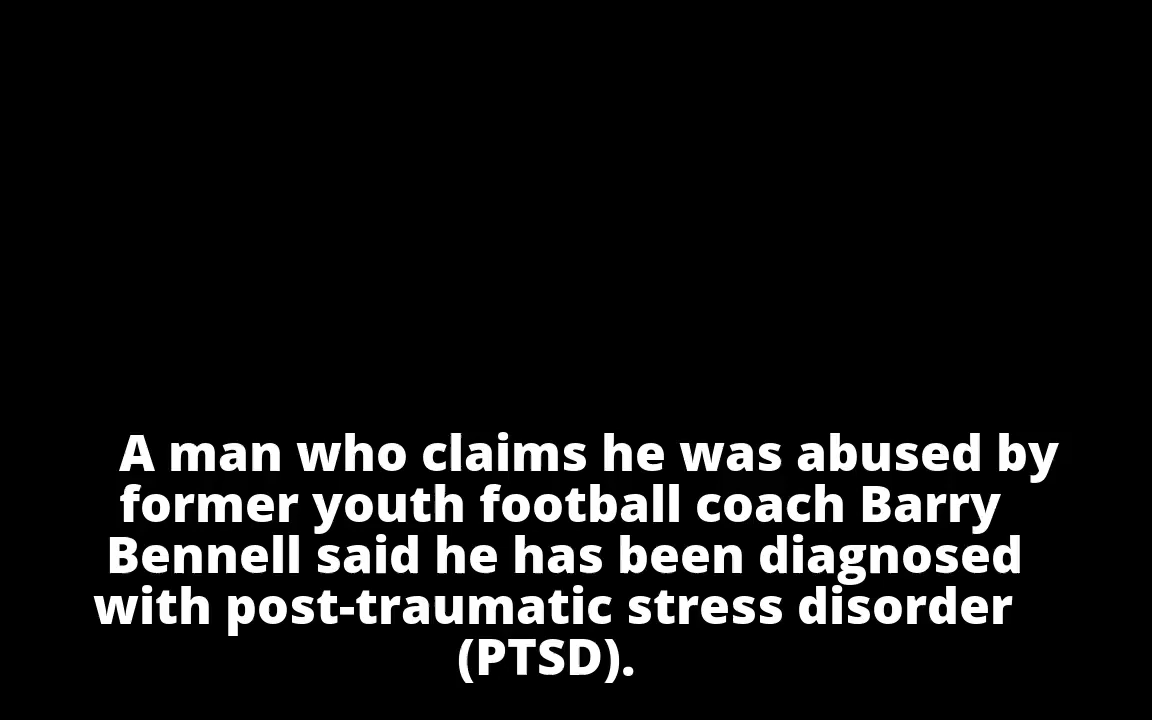 A man who claims he was abused by
former youth football coach Barry
Bennell said he has been diagnosed
with post-traumatic stress disorder
(PTSD).